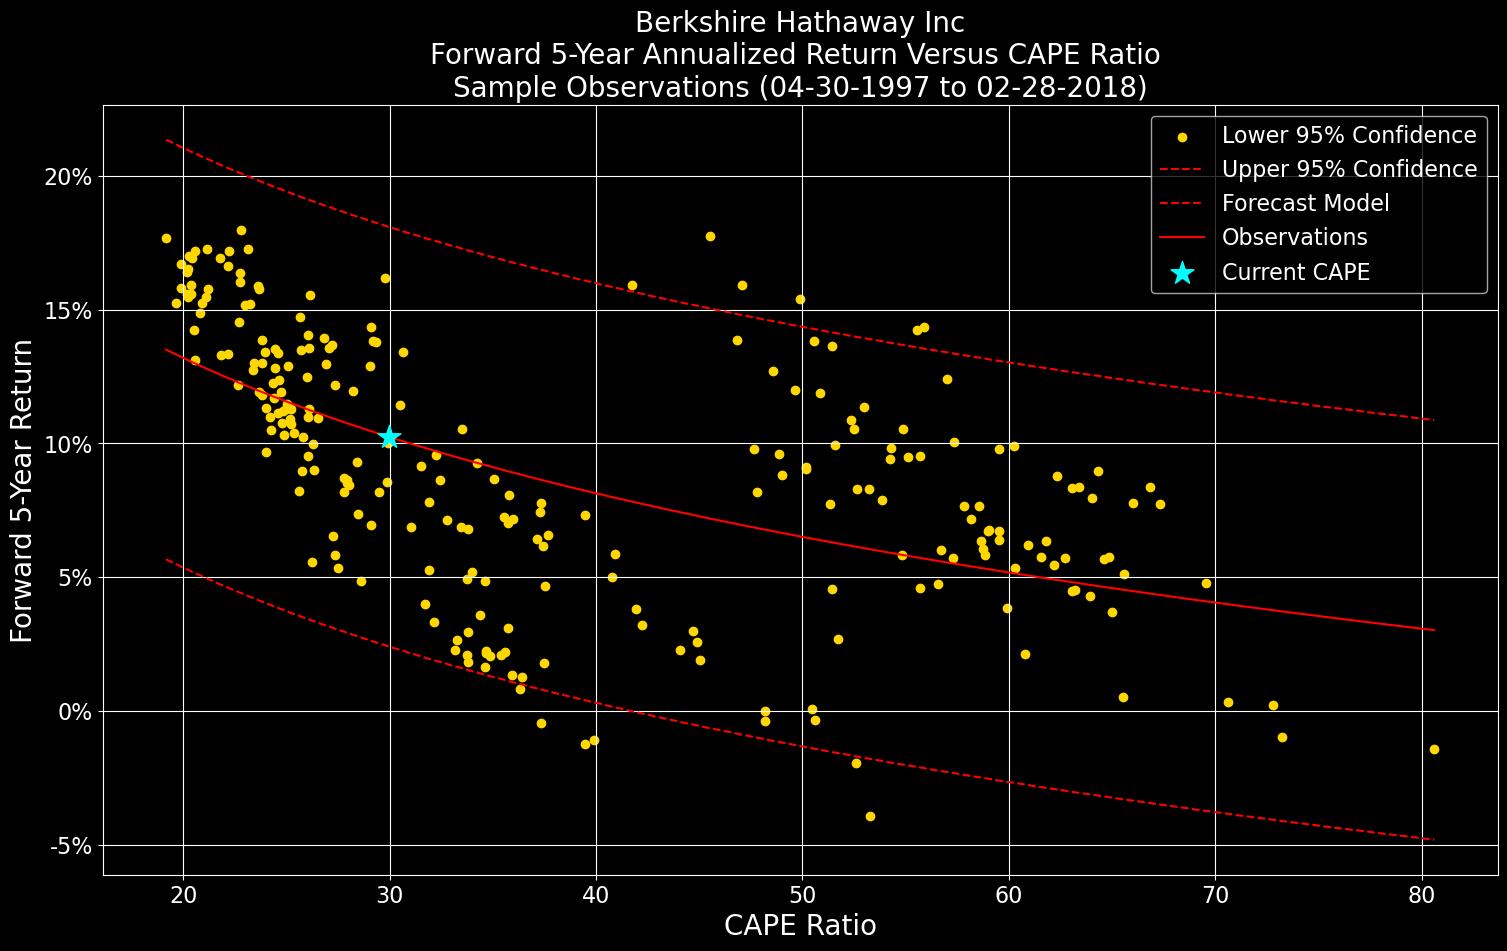 Berkshire Hathaway Inc
Forward 5-Year Annualized Return Versus CAPE Ratio
Sample Observations (04-30-1997 to 02-28-2018)
Lower 95% Confidence
Upper 95% Confidence
Forecast Model
Observations
Current CAPE
Forward 5-Year Return
20%
15%
10%
5%
0%
-5%
20 30 40 50 60 70 80
CAPE Ratio